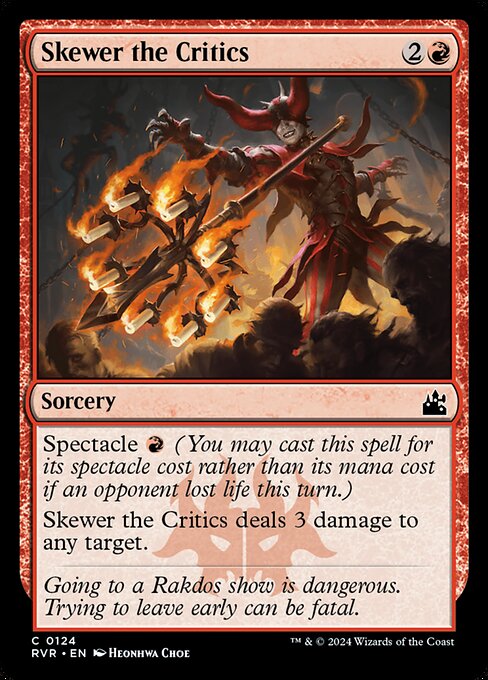 Skewer the Critics 2
Sorcery
Spectacle (You may cast this spell for
its spectacle cost rather than its mana cost
if an opponent lost life this turn.)
Skewer the Critics deals 3 damage to
any target.
Going to a Rakdos show is dangerous.
Trying to leave early can be fatal.
C 0124
RVR • EN Heonhwa Choe
™ & © 2024 Wizards of the Coast